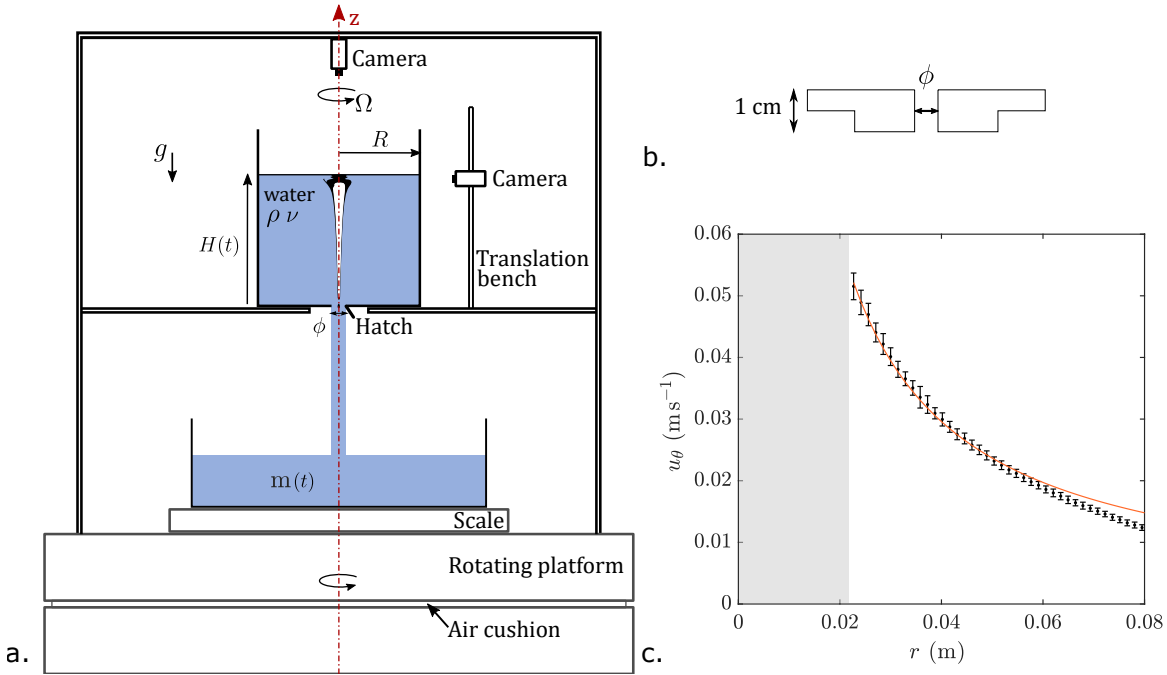 z
Camera
Ω
R
g
water
ρ ν
Camera
H(t)
Translation
bench
ϕ
Hatch
m(t)
Scale
Rotating platform
Air cushion
a.
ϕ
1 cm
b.
0.06
0.05
0.04
0.03
0.02
0.01
0
u_θ (m s⁻¹)
0
0.02
0.04
0.06
0.08
r (m)
c.